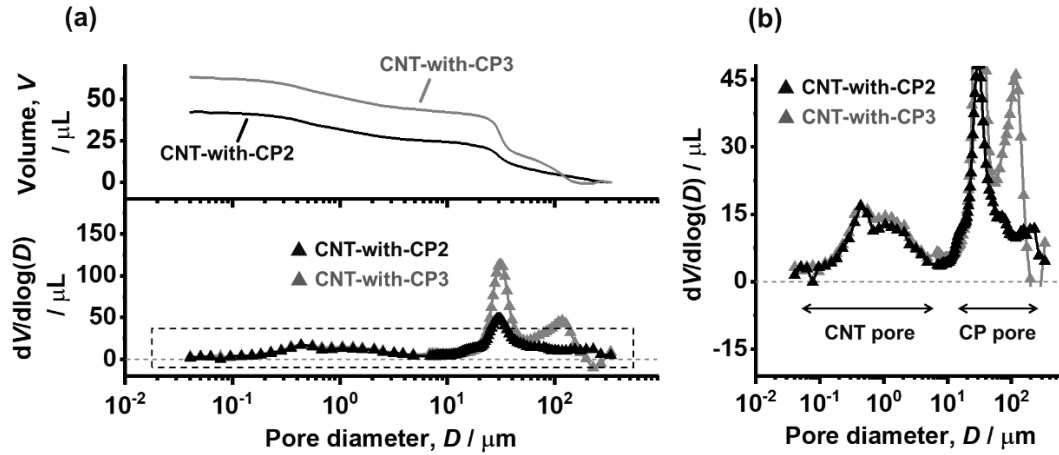 (a)
Volume, V
/ μL
50
25
0
CNT-with-CP3
CNT-with-CP2
dV/dlog(D)
/ μL
150
100
50
0
CNT-with-CP2
CNT-with-CP3
10-2 10-1 100 101 102
Pore diameter, D / μm
(b)
dV/dlog(D) / μL
45
30
15
0
-15
CNT-with-CP2
CNT-with-CP3
CNT pore
CP pore
10-2 10-1 100 101 102
Pore diameter, D / μm